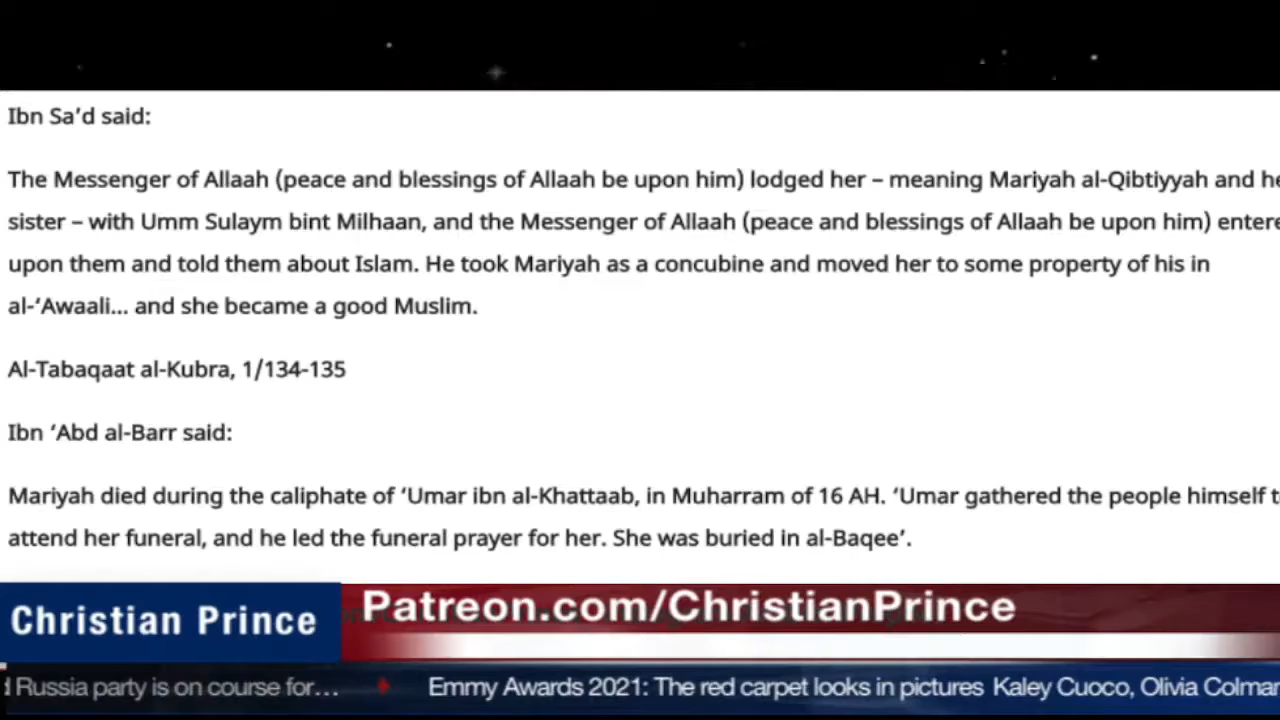 Ibn Sa’d said:
The Messenger of Allaah (peace and blessings of Allaah be upon him) lodged her – meaning Mariyah al-Qibtiyyah and he
sister – with Umm Sulaym bint Milhaan, and the Messenger of Allaah (peace and blessings of Allaah be upon him) entere
upon them and told them about Islam. He took Mariyah as a concubine and moved her to some property of his in
al-‘Awaali... and she became a good Muslim.
Al-Tabaqaat al-Kubra, 1/134-135
Ibn ‘Abd al-Barr said:
Mariyah died during the caliphate of ‘Umar ibn al-Khattaab, in Muharram of 16 AH. ‘Umar gathered the people himself t
attend her funeral, and he led the funeral prayer for her. She was buried in al-Baqee’.
Christian Prince
Patreon.com/ChristianPrince
Russia party is on course for... Emmy Awards 2021: The red carpet looks in pictures Kaley Cuoco, Olivia Colma